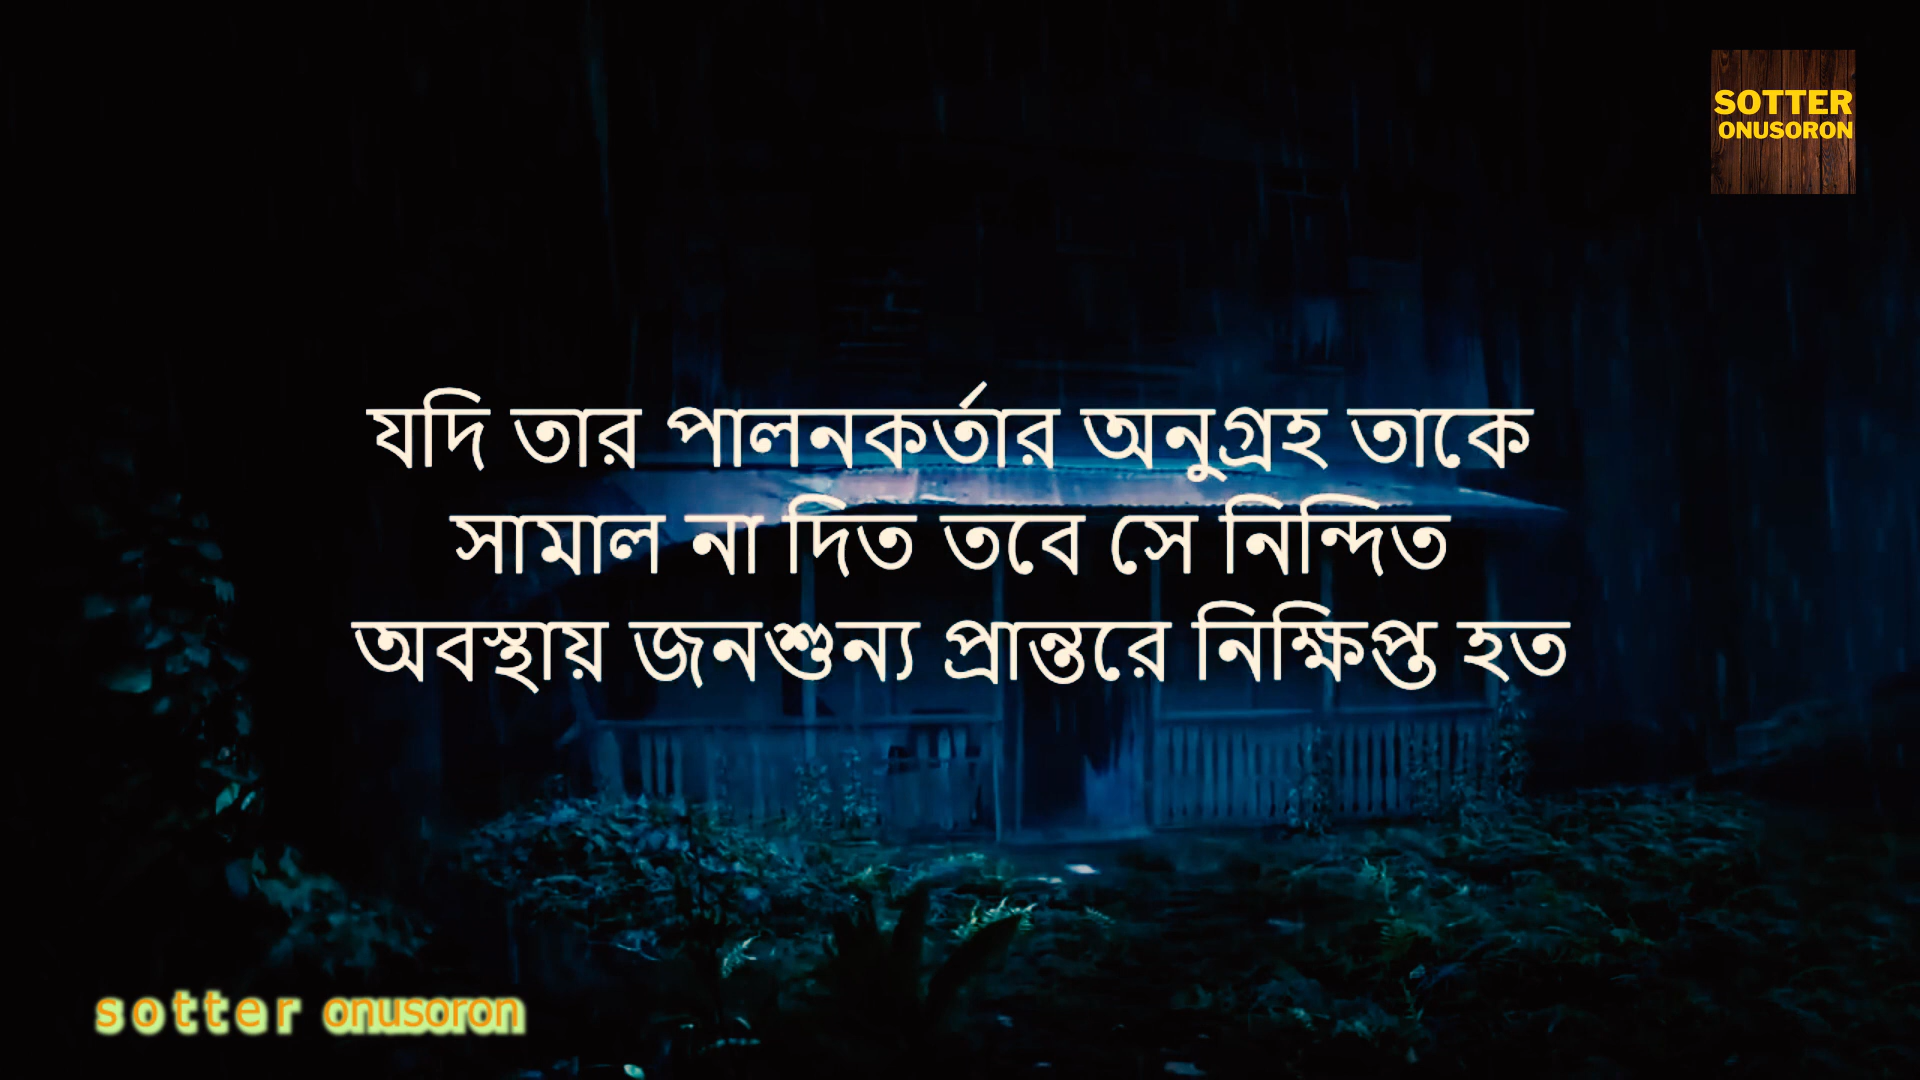 SOTTER
ONUSORON
যদি তার পালনকর্তার অনুগ্রহ তাকে
সামাল না দিত তবে সে নিন্দিত
অবস্থায় জনশুন্য প্রান্তরে নিক্ষিপ্ত হত
sotter onusoron